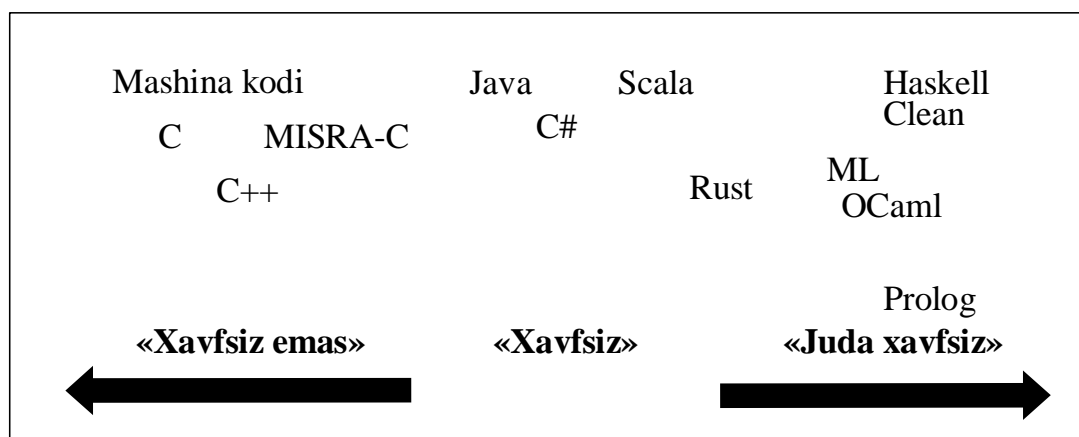 Mashina kodi Java Scala Haskell
Clean
C MISRA-C C#
C++ Rust ML
OCaml
Prolog
«Xavfsiz emas» «Xavfsiz» «Juda xavfsiz»